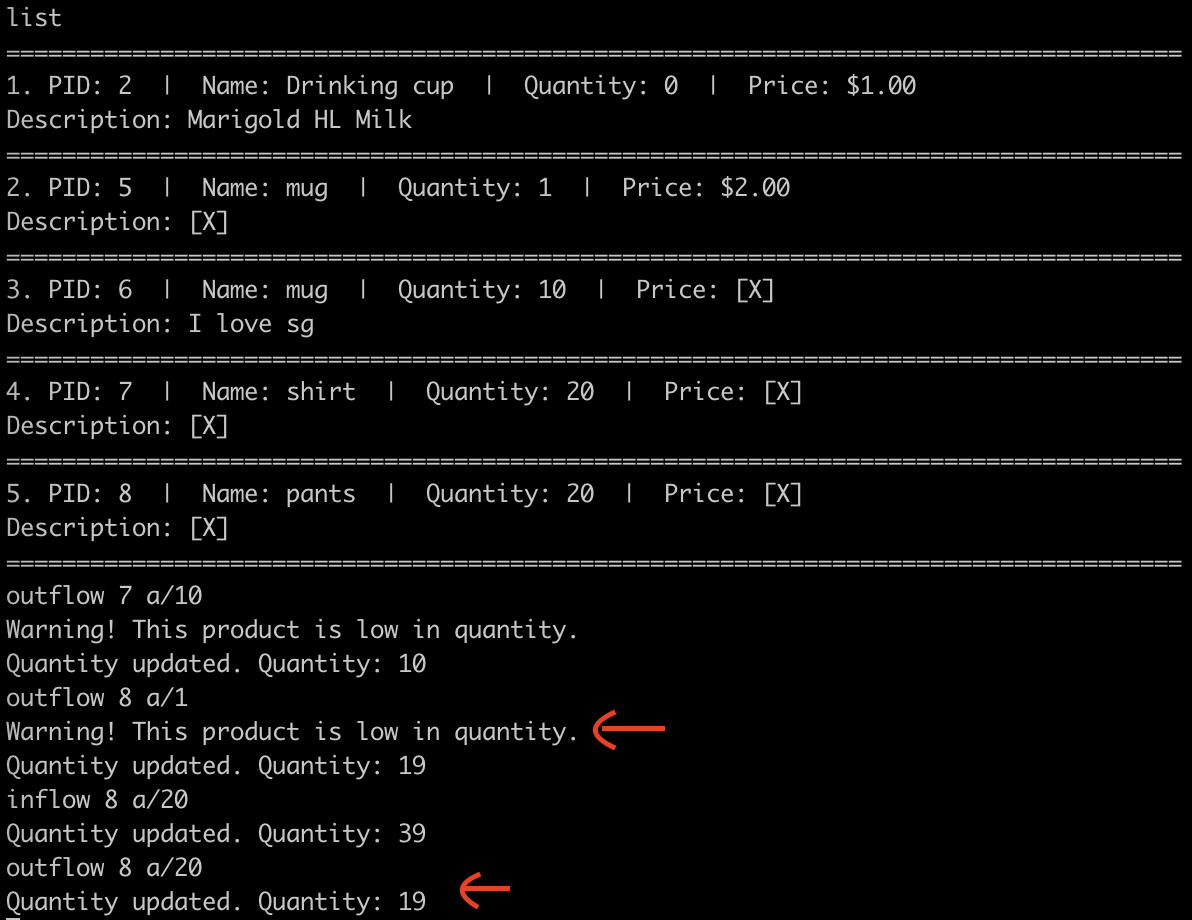 list
====================================================================================
1. PID: 2  |  Name: Drinking cup  |  Quantity: 0  |  Price: $1.00
Description: Marigold HL Milk
====================================================================================
2. PID: 5  |  Name: mug  |  Quantity: 1  |  Price: $2.00
Description: [X]
====================================================================================
3. PID: 6  |  Name: mug  |  Quantity: 10  |  Price: [X]
Description: I love sg
====================================================================================
4. PID: 7  |  Name: shirt  |  Quantity: 20  |  Price: [X]
Description: [X]
====================================================================================
5. PID: 8  |  Name: pants  |  Quantity: 20  |  Price: [X]
Description: [X]
====================================================================================
outflow 7 a/10
Warning! This product is low in quantity.
Quantity updated. Quantity: 10
outflow 8 a/1
Warning! This product is low in quantity.
Quantity updated. Quantity: 19
inflow 8 a/20
Quantity updated. Quantity: 39
outflow 8 a/20
Quantity updated. Quantity: 19